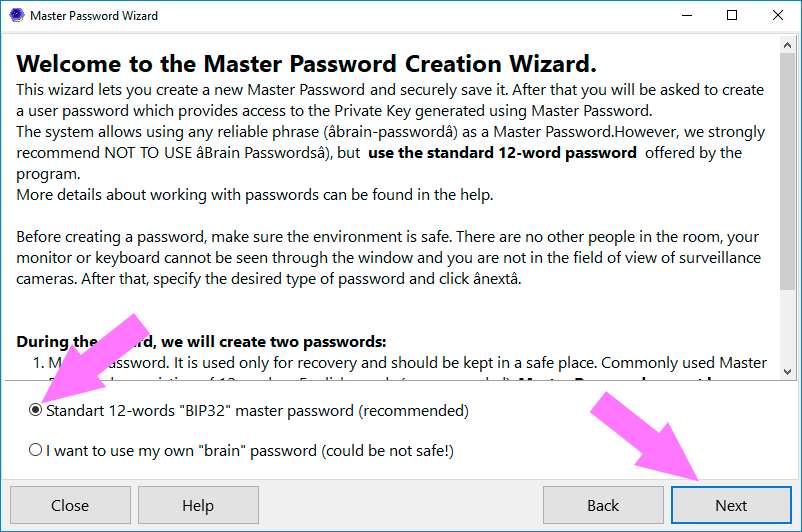 Master Password Wizard
Welcome to the Master Password Creation Wizard.
This wizard lets you create a new Master Password and securely save it. After that you will be asked to create
a user password which provides access to the Private Key generated using Master Password.
The system allows using any reliable phrase (âbrain-passwordâ) as a Master Password.However, we strongly
recommend NOT TO USE âBrain Passwordsâ), but use the standard 12-word password offered by the
program.
More details about working with passwords can be found in the help.
Before creating a password, make sure the environment is safe. There are no other people in the room, your
monitor or keyboard cannot be seen through the window and you are not in the field of view of surveillance
cameras. After that, specify the desired type of password and click ânextâ.
During the, we will create two passwords:
1. password. It is used only for recovery and should be kept in a safe place. Commonly used Master
Standart 12-words "BIP32" master password (recommended)
I want to use my own "brain" password (could be not safe!)
Close Help Back Next